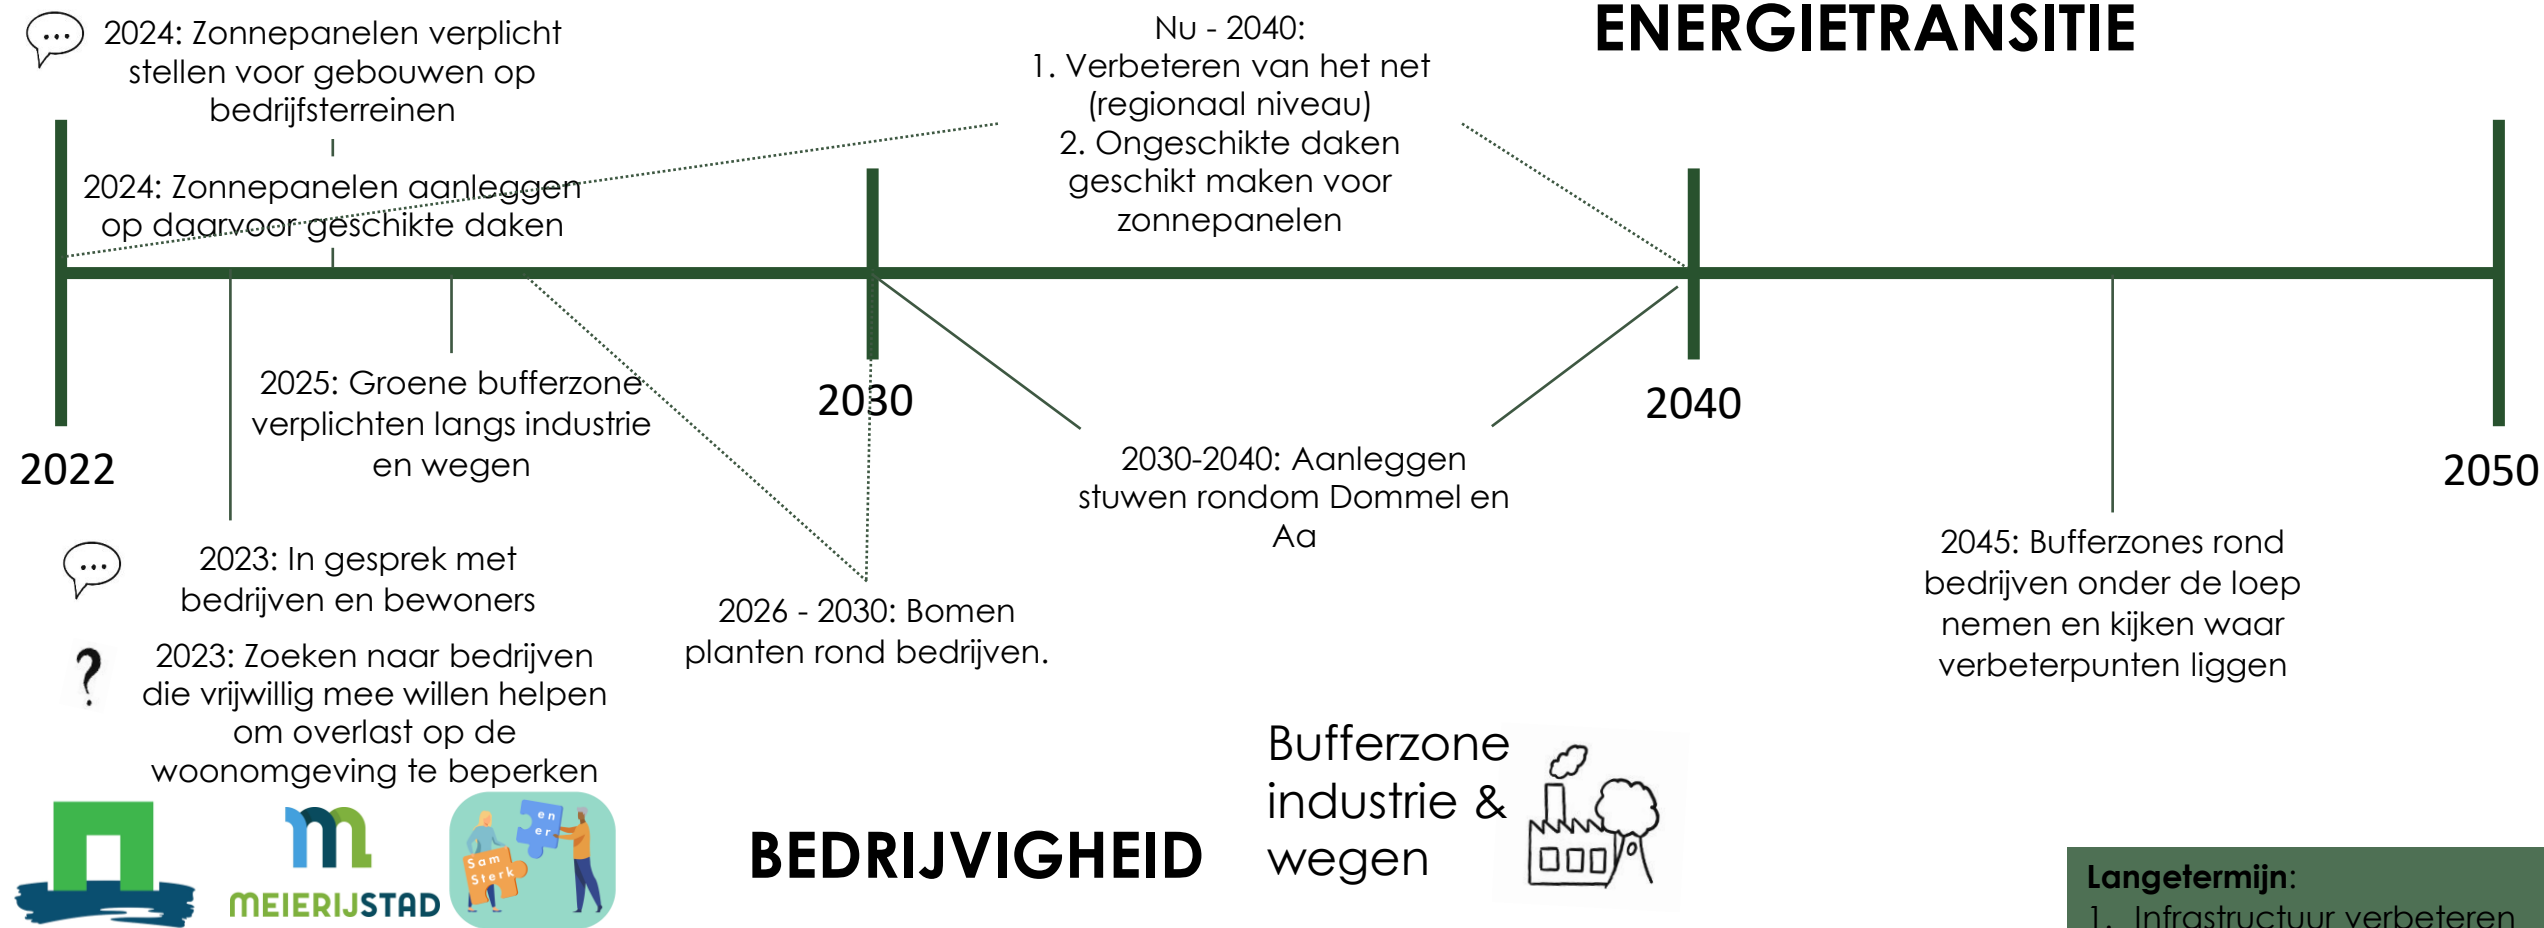 ENERGIETRANSITIE
2024: Zonnepanelen verplicht
stellen voor gebouwen op
bedrijfsterreinen
2024: Zonnepanelen aanleggen
op daarvoor geschikte daken
Nu - 2040:
1. Verbeteren van het net
(regionaal niveau)
2. Ongeschikte daken
geschikt maken voor
zonnepanelen
2022
2030
2040
2050
2025: Groene bufferzone
verplichten langs industrie
en wegen
2023: In gesprek met
bedrijven en bewoners
?
2023: Zoeken naar bedrijven
die vrijwillig mee willen helpen
om overlast op de
woonomgeving te beperken
2026 - 2030: Bomen
planten rond bedrijven.
2030-2040: Aanleggen
stuwen rondom Dommel en
Aa
2045: Bufferzones rond
bedrijven onder de loep
nemen en kijken waar
verbeterpunten liggen
MEIERIJSTAD
Sam
Sterk
en
er
BEDRIJVIGHEID
Bufferzone
industrie &
wegen
Langetermijn:
1. Infrastructuur verbeteren